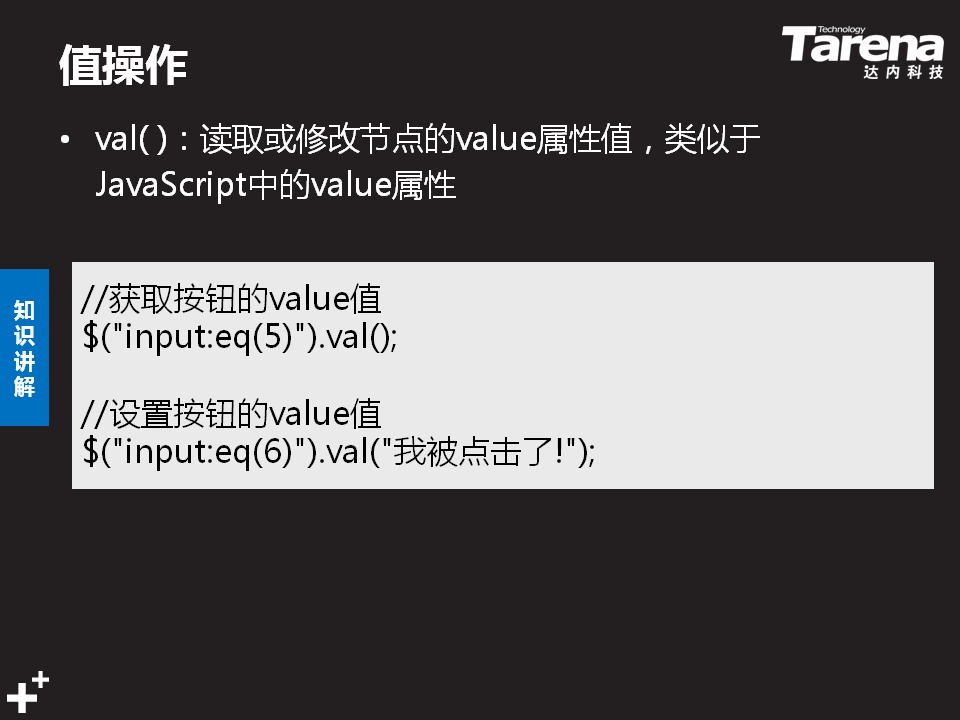 值操作
Technology
Tarena
达内科技
• val( )：读取或修改节点的value属性值，类似于
JavaScript中的value属性
知识讲解
//获取按钮的value值
$("input:eq(5)").val();
//设置按钮的value值
$("input:eq(6)").val("我被点击了!");